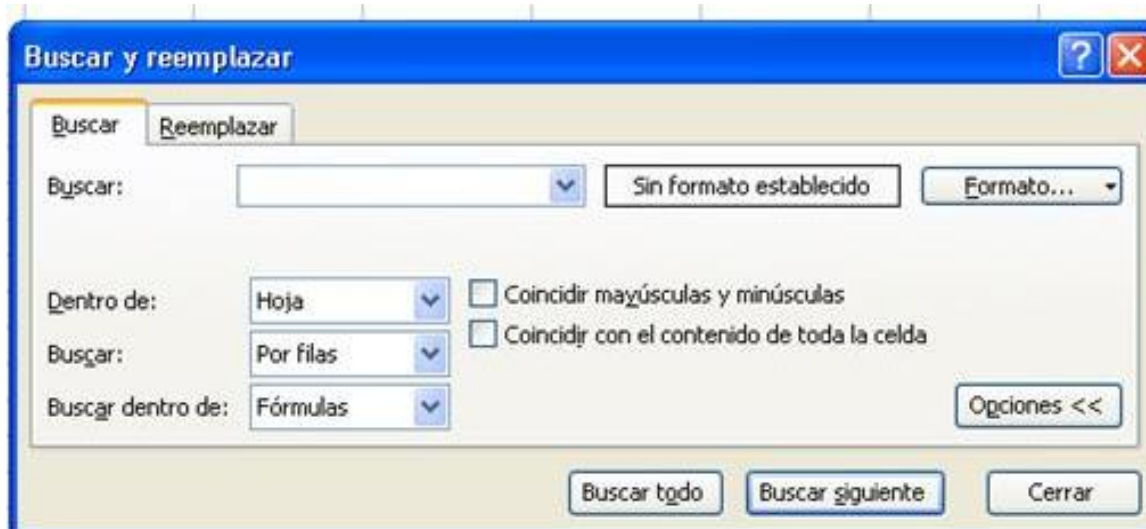 Buscar y reemplazar
Buscar Reemplazar
Buscar: Sin formato establecido Formato...
Dentro de: Hoja Coincidir mayúsculas y minúsculas
Coincidir con el contenido de toda la celda
Buscar: Por filas
Buscar dentro de: Fórmulas Opciones <<
Buscar todo Buscar siguiente Cerrar